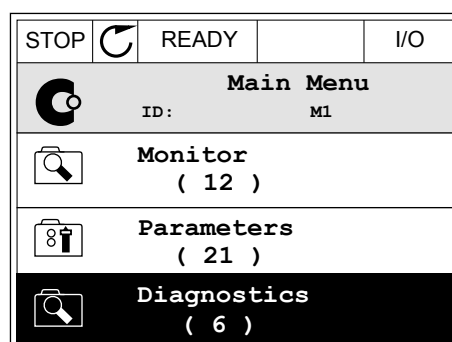 STOP READY I/O
Main Menu
ID: M1
Monitor
( 12 )
Parameters
( 21 )
Diagnostics
( 6 )